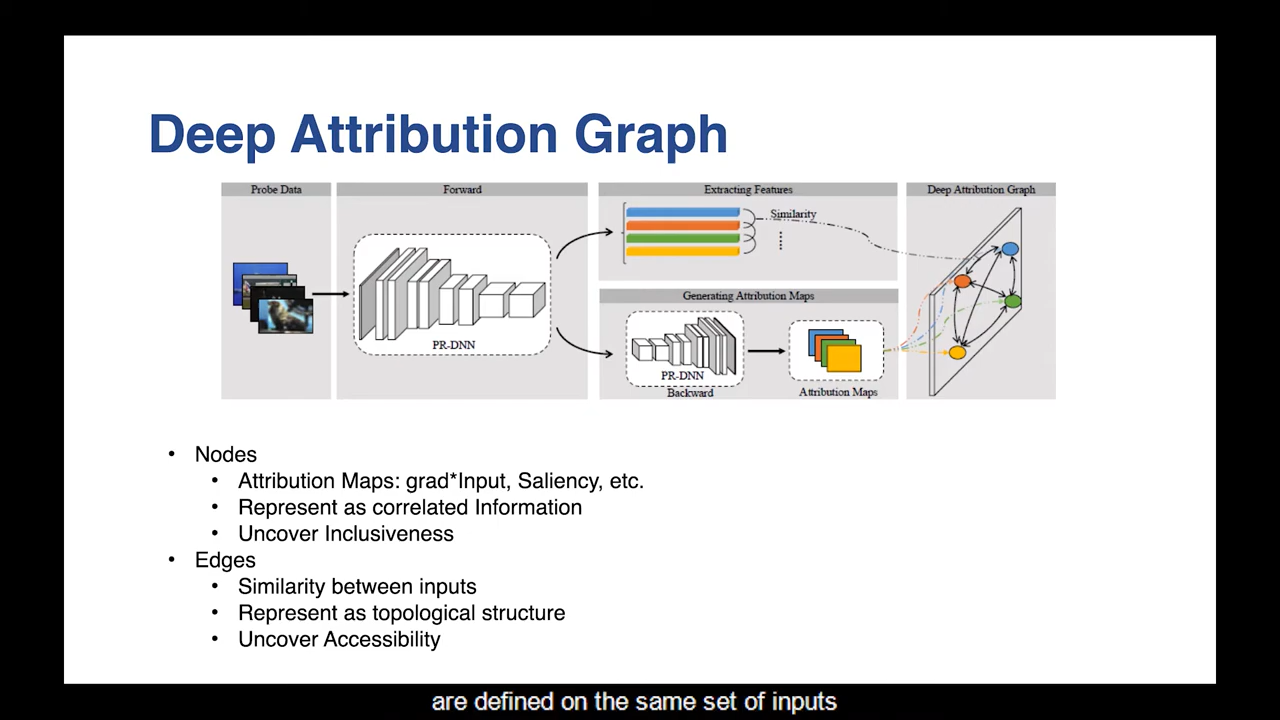 Deep Attribution Graph
Probe Data
Forward
Extracting Features
Deep Attribution Graph
Similarity
PR-DNN
Generating Attribution Maps
PR-DNN
Backward
Attribution Maps
• Nodes
• Attribution Maps: grad*Input, Saliency, etc.
• Represent as correlated Information
• Uncover Inclusiveness
• Edges
• Similarity between inputs
• Represent as topological structure
• Uncover Accessibility
are defined on the same set of inputs